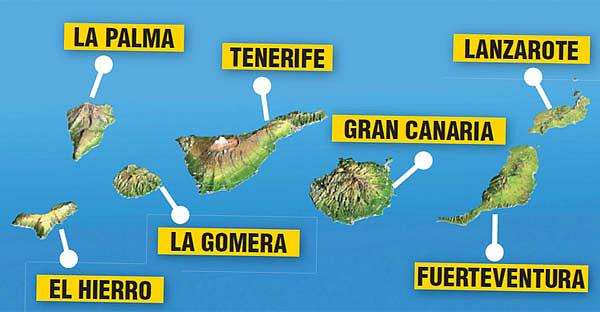 LA PALMA
TENERIFE
LANZAROTE
GRAN CANARIA
LA GOMERA
EL HIERRO
FUERTEVENTURA